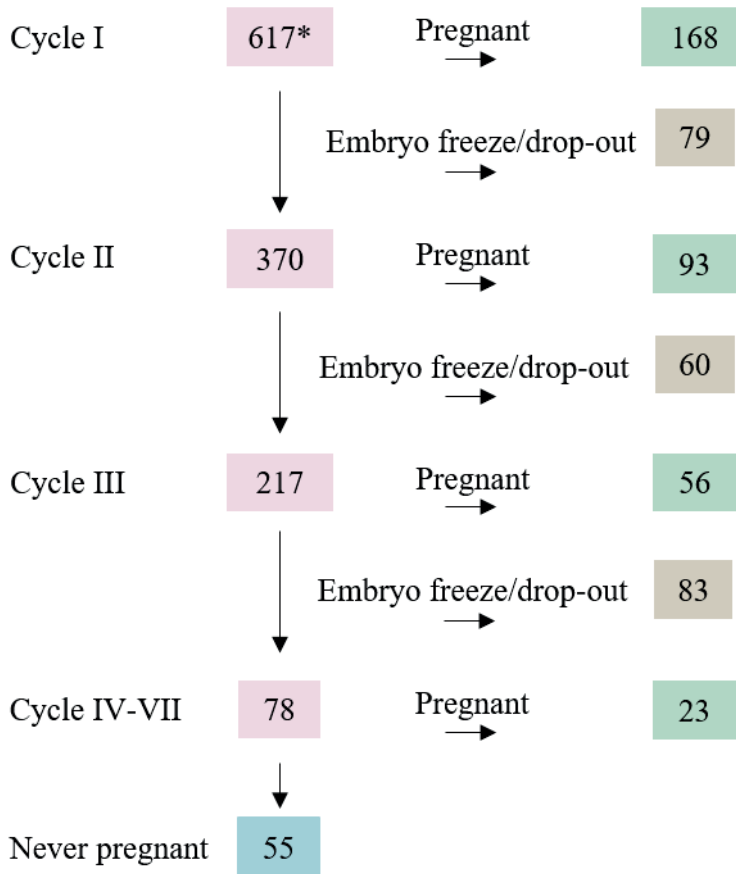 Cycle I 617* Pregnant 168
Embryo freeze/drop-out 79
Cycle II 370 Pregnant 93
Embryo freeze/drop-out 60
Cycle III 217 Pregnant 56
Embryo freeze/drop-out 83
Cycle IV-VII 78 Pregnant 23
Never pregnant 55